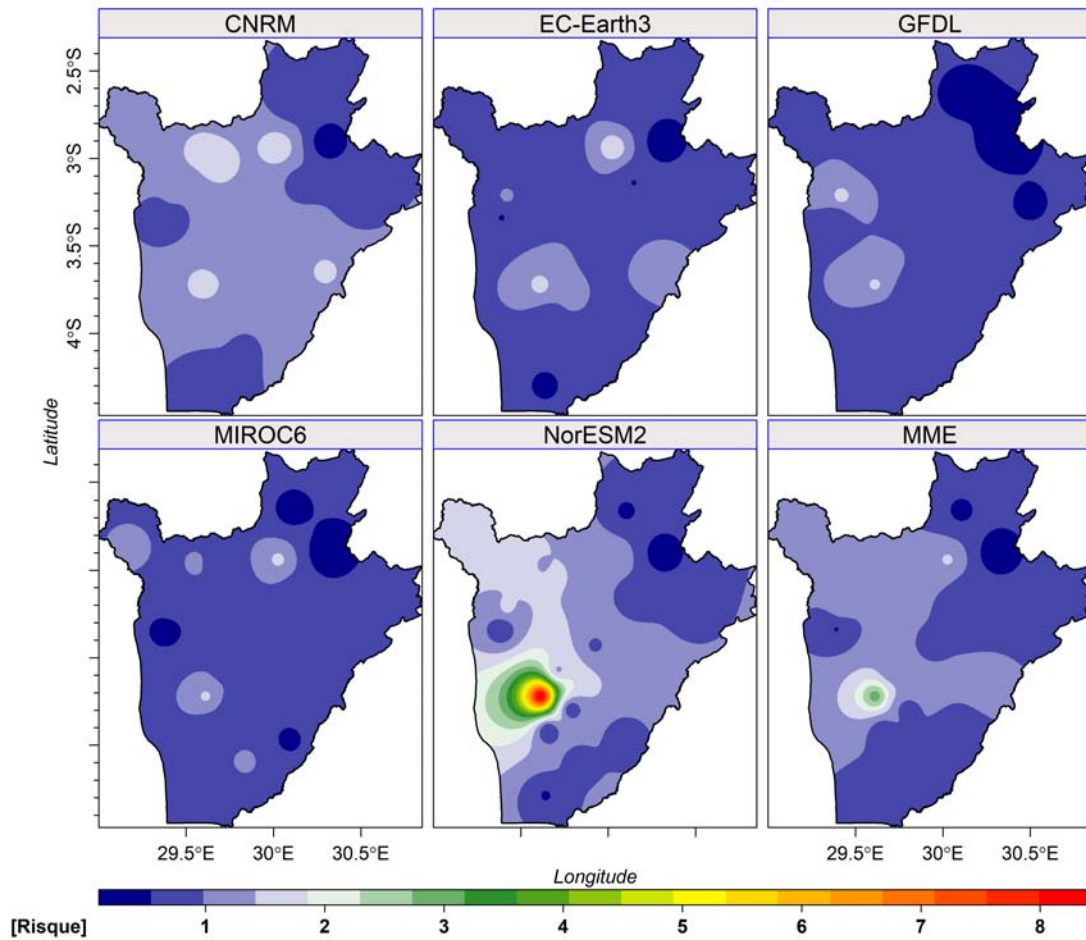 CNRM EC-Earth3 GFDL
2.5°S
3°S
3.5°S
4°S
Latitude
MIROC6 NorESM2 MME
29.5°E 30°E 30.5°E 29.5°E 30°E 30.5°E
Longitude
[Risque] 1 2 3 4 5 6 7 8